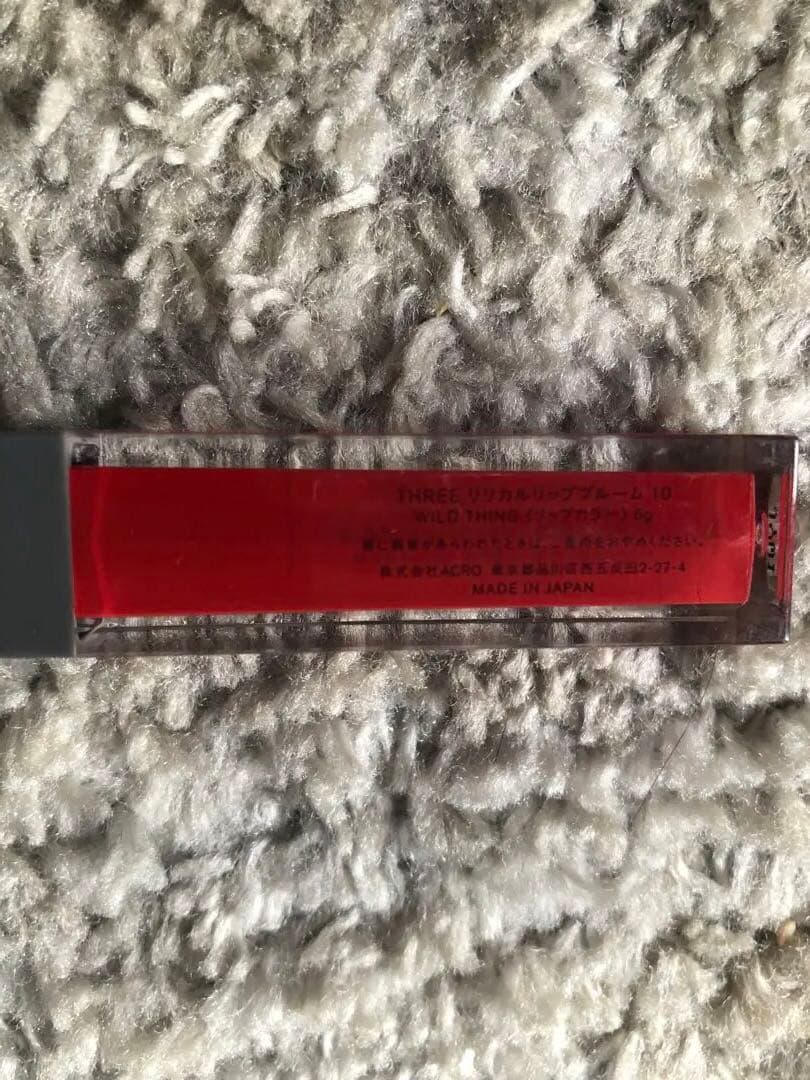 THREE リリカルリップブルーム 10
WILD THING 〈リップカラー〉 6g
唇に異常があらわれたときは、ご使用をおやめください。
株式会社ACRO 東京都品川区西五反田2-27-4
MADE IN JAPAN